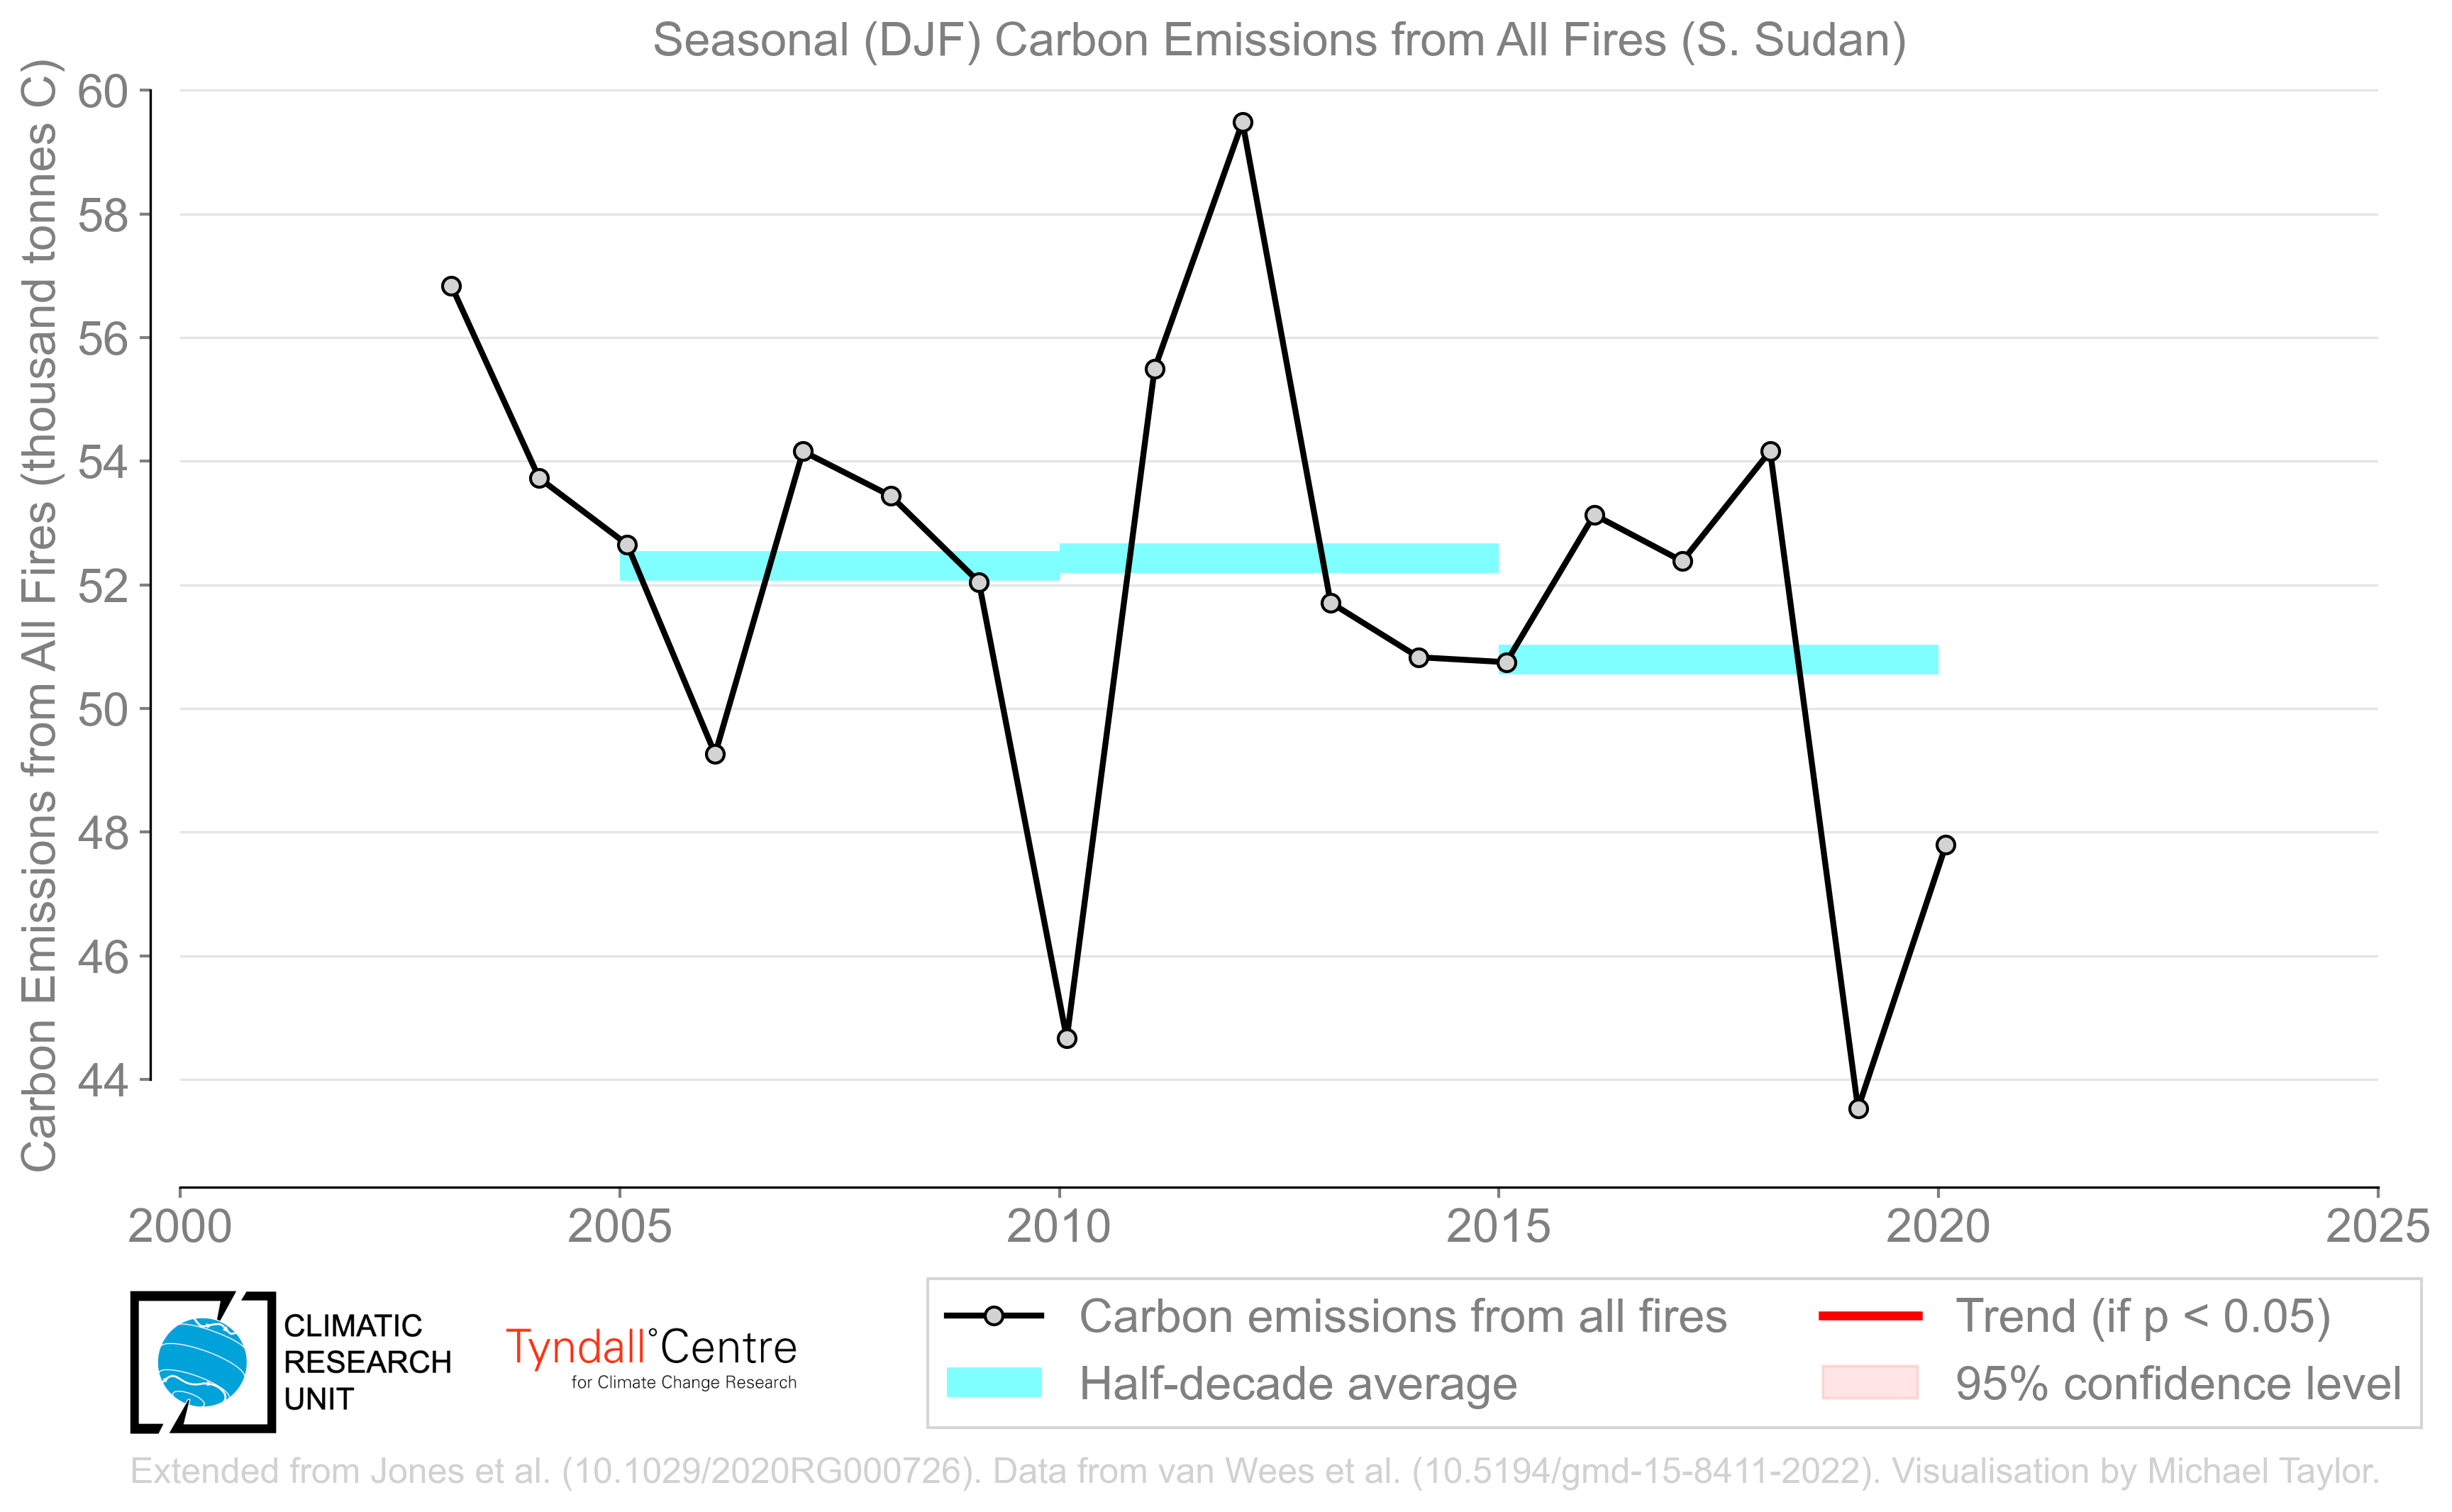 Seasonal (DJF) Carbon Emissions from All Fires (S. Sudan)
Carbon Emissions from All Fires (thousand tonnes C)
60
58
56
54
52
50
48
46
44
2000 2005 2010 2015 2020 2025
Carbon emissions from all fires
Trend (if p < 0.05)
Half-decade average
95% confidence level
CLIMATIC
RESEARCH
UNIT
Tyndall°Centre
for Climate Change Research
Extended from Jones et al. (10.1029/2020RG000726). Data from van Wees et al. (10.5194/gmd-15-8411-2022). Visualisation by Michael Taylor.